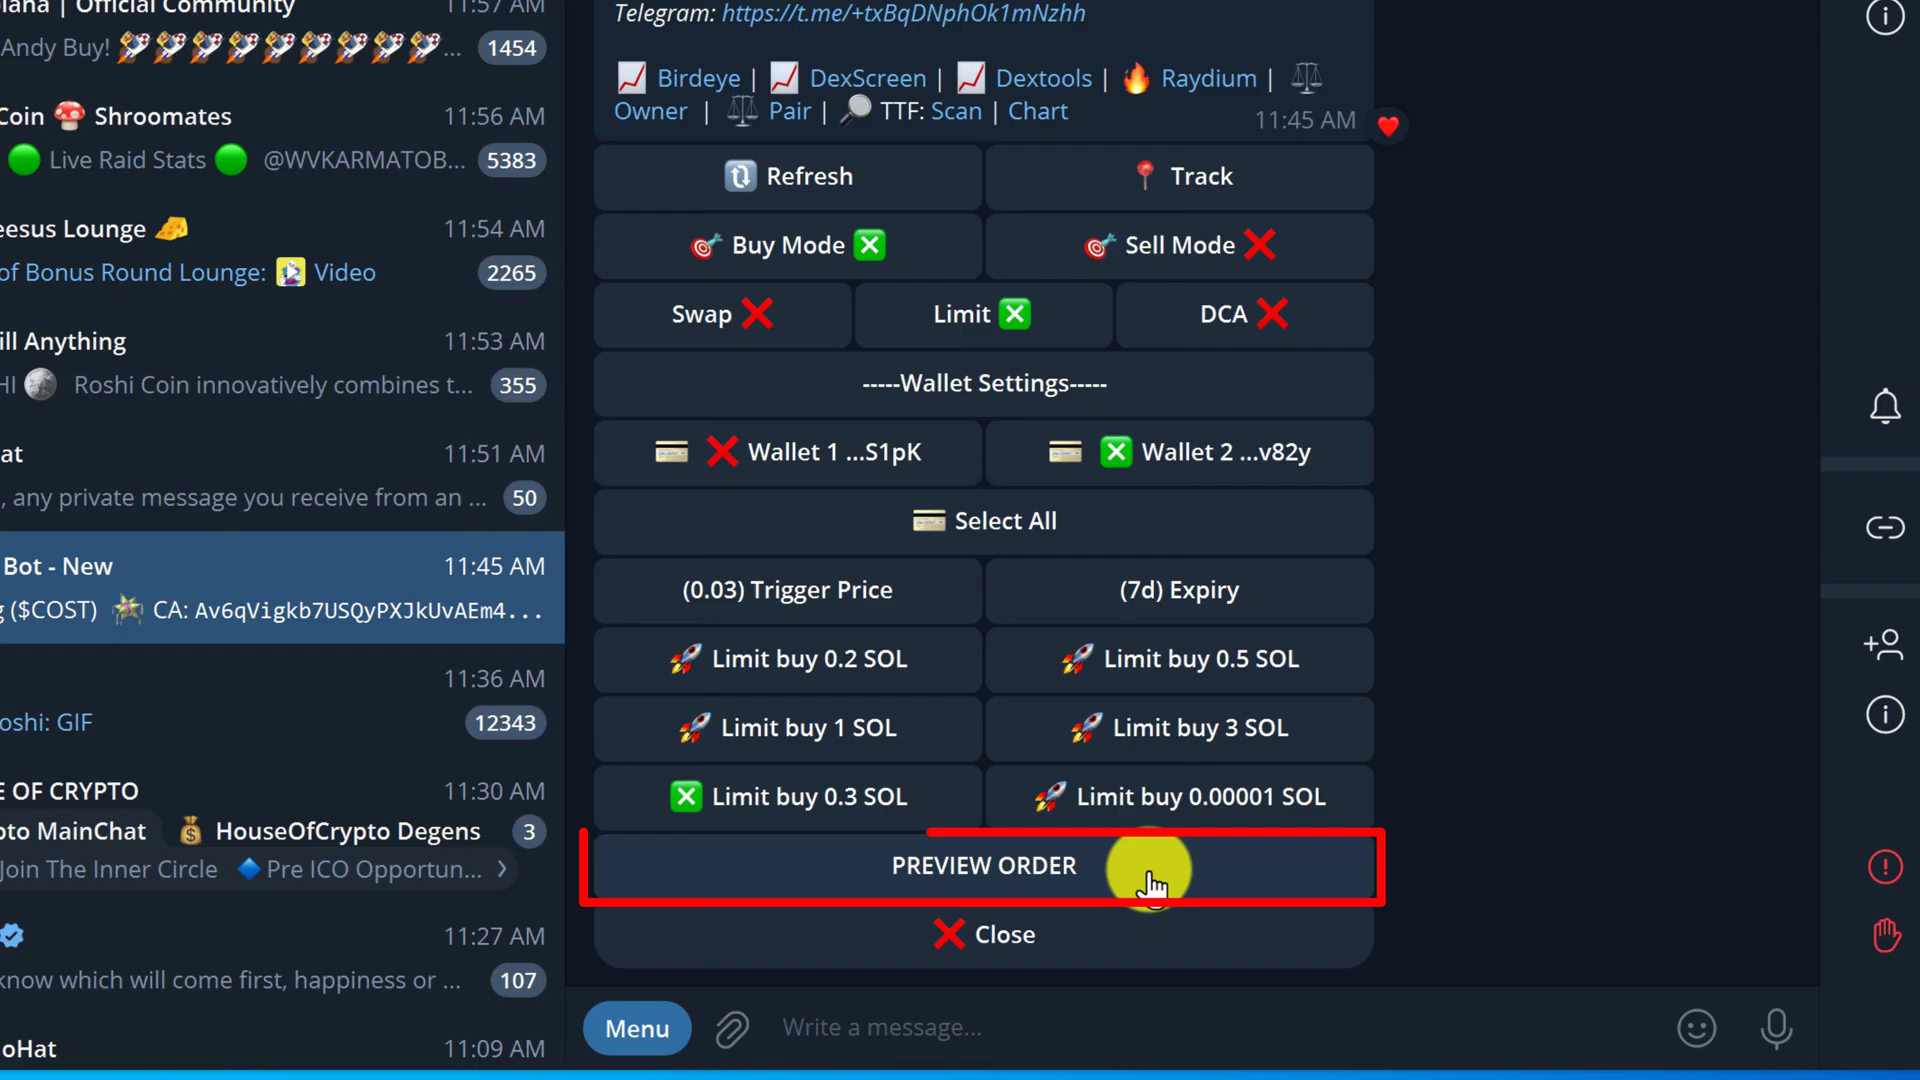 ana | Official Community 11:57 AM
Andy Buy! ... 1454
Coin Shroomates 11:56 AM
Live Raid Stats @WVKARMATOB... 5383
eesus Lounge 11:54 AM
of Bonus Round Lounge: Video 2265
ill Anything 11:53 AM
HI Roshi Coin innovatively combines t... 355
at 11:51 AM
, any private message you receive from an ... 50
Bot - New 11:45 AM
g ($COST) CA: Av6qVigkb7USQyPXJkUvAEm4...
11:36 AM
oshi: GIF 12343
E OF CRYPTO 11:30 AM
pto MainChat HouseOfCrypto Degens 3
Join The Inner Circle Pre ICO Opportun... >
11:27 AM
know which will come first, happiness or ... 107
oHat 11:09 AM
Telegram: https://t.me/+txBqDNphOk1mNzhh
Birdeye | DexScreen | Dextools | Raydium |
Owner | Pair | TTF: Scan | Chart
11:45 AM
Refresh Track
Buy Mode Sell Mode
Swap Limit DCA
-----Wallet Settings-----
Wallet 1 ...S1pK Wallet 2 ...v82y
Select All
(0.03) Trigger Price (7d) Expiry
Limit buy 0.2 SOL Limit buy 0.5 SOL
Limit buy 1 SOL Limit buy 3 SOL
Limit buy 0.3 SOL Limit buy 0.00001 SOL
PREVIEW ORDER
Close
Menu Write a message...